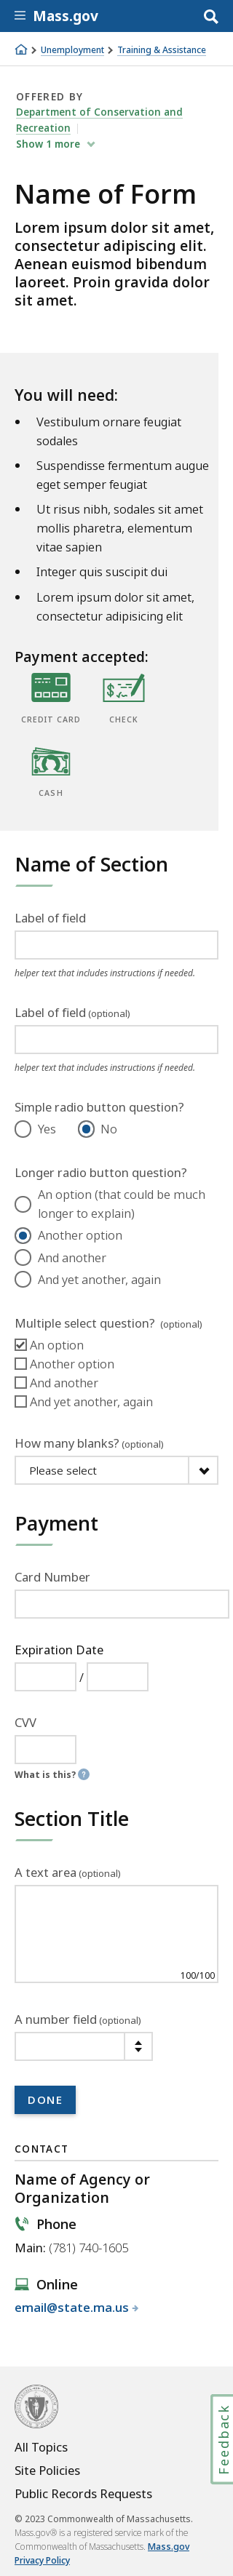 Mass.gov
Unemployment
Training & Assistance
OFFERED BY
Department of Conservation and
Recreation
Show 1 more
Name of Form
Lorem ipsum dolor sit amet,
consectetur adipiscing elit.
Aenean euismod bibendum
laoreet. Proin gravida dolor
sit amet.
You will need:
• Vestibulum ornare feugiat
sodales
• Suspendisse fermentum augue
eget semper feugiat
• Ut risus nibh, sodales sit amet
mollis pharetra, elementum
vitae sapien
• Integer quis suscipit dui
• Lorem ipsum dolor sit amet,
consectetur adipisicing elit
Payment accepted:
CREDIT CARD
CHECK
CASH
Name of Section
Label of field
helper text that includes instructions if needed.
Label of field (optional)
helper text that includes instructions if needed.
Simple radio button question?
Yes
No
Longer radio button question?
An option (that could be much
longer to explain)
Another option
And another
And yet another, again
Multiple select question? (optional)
An option
Another option
And another
And yet another, again
How many blanks? (optional)
Please select
Payment
Card Number
Expiration Date
/
CVV
What is this? ?
Section Title
A text area (optional)
100/100
A number field (optional)
DONE
CONTACT
Name of Agency or
Organization
Phone
Main: (781) 740-1605
Online
email@state.ma.us
Feedback
All Topics
Site Policies
Public Records Requests
© 2023 Commonwealth of Massachusetts.
Mass.gov® is a registered service mark of the
Commonwealth of Massachusetts. Mass.gov
Privacy Policy